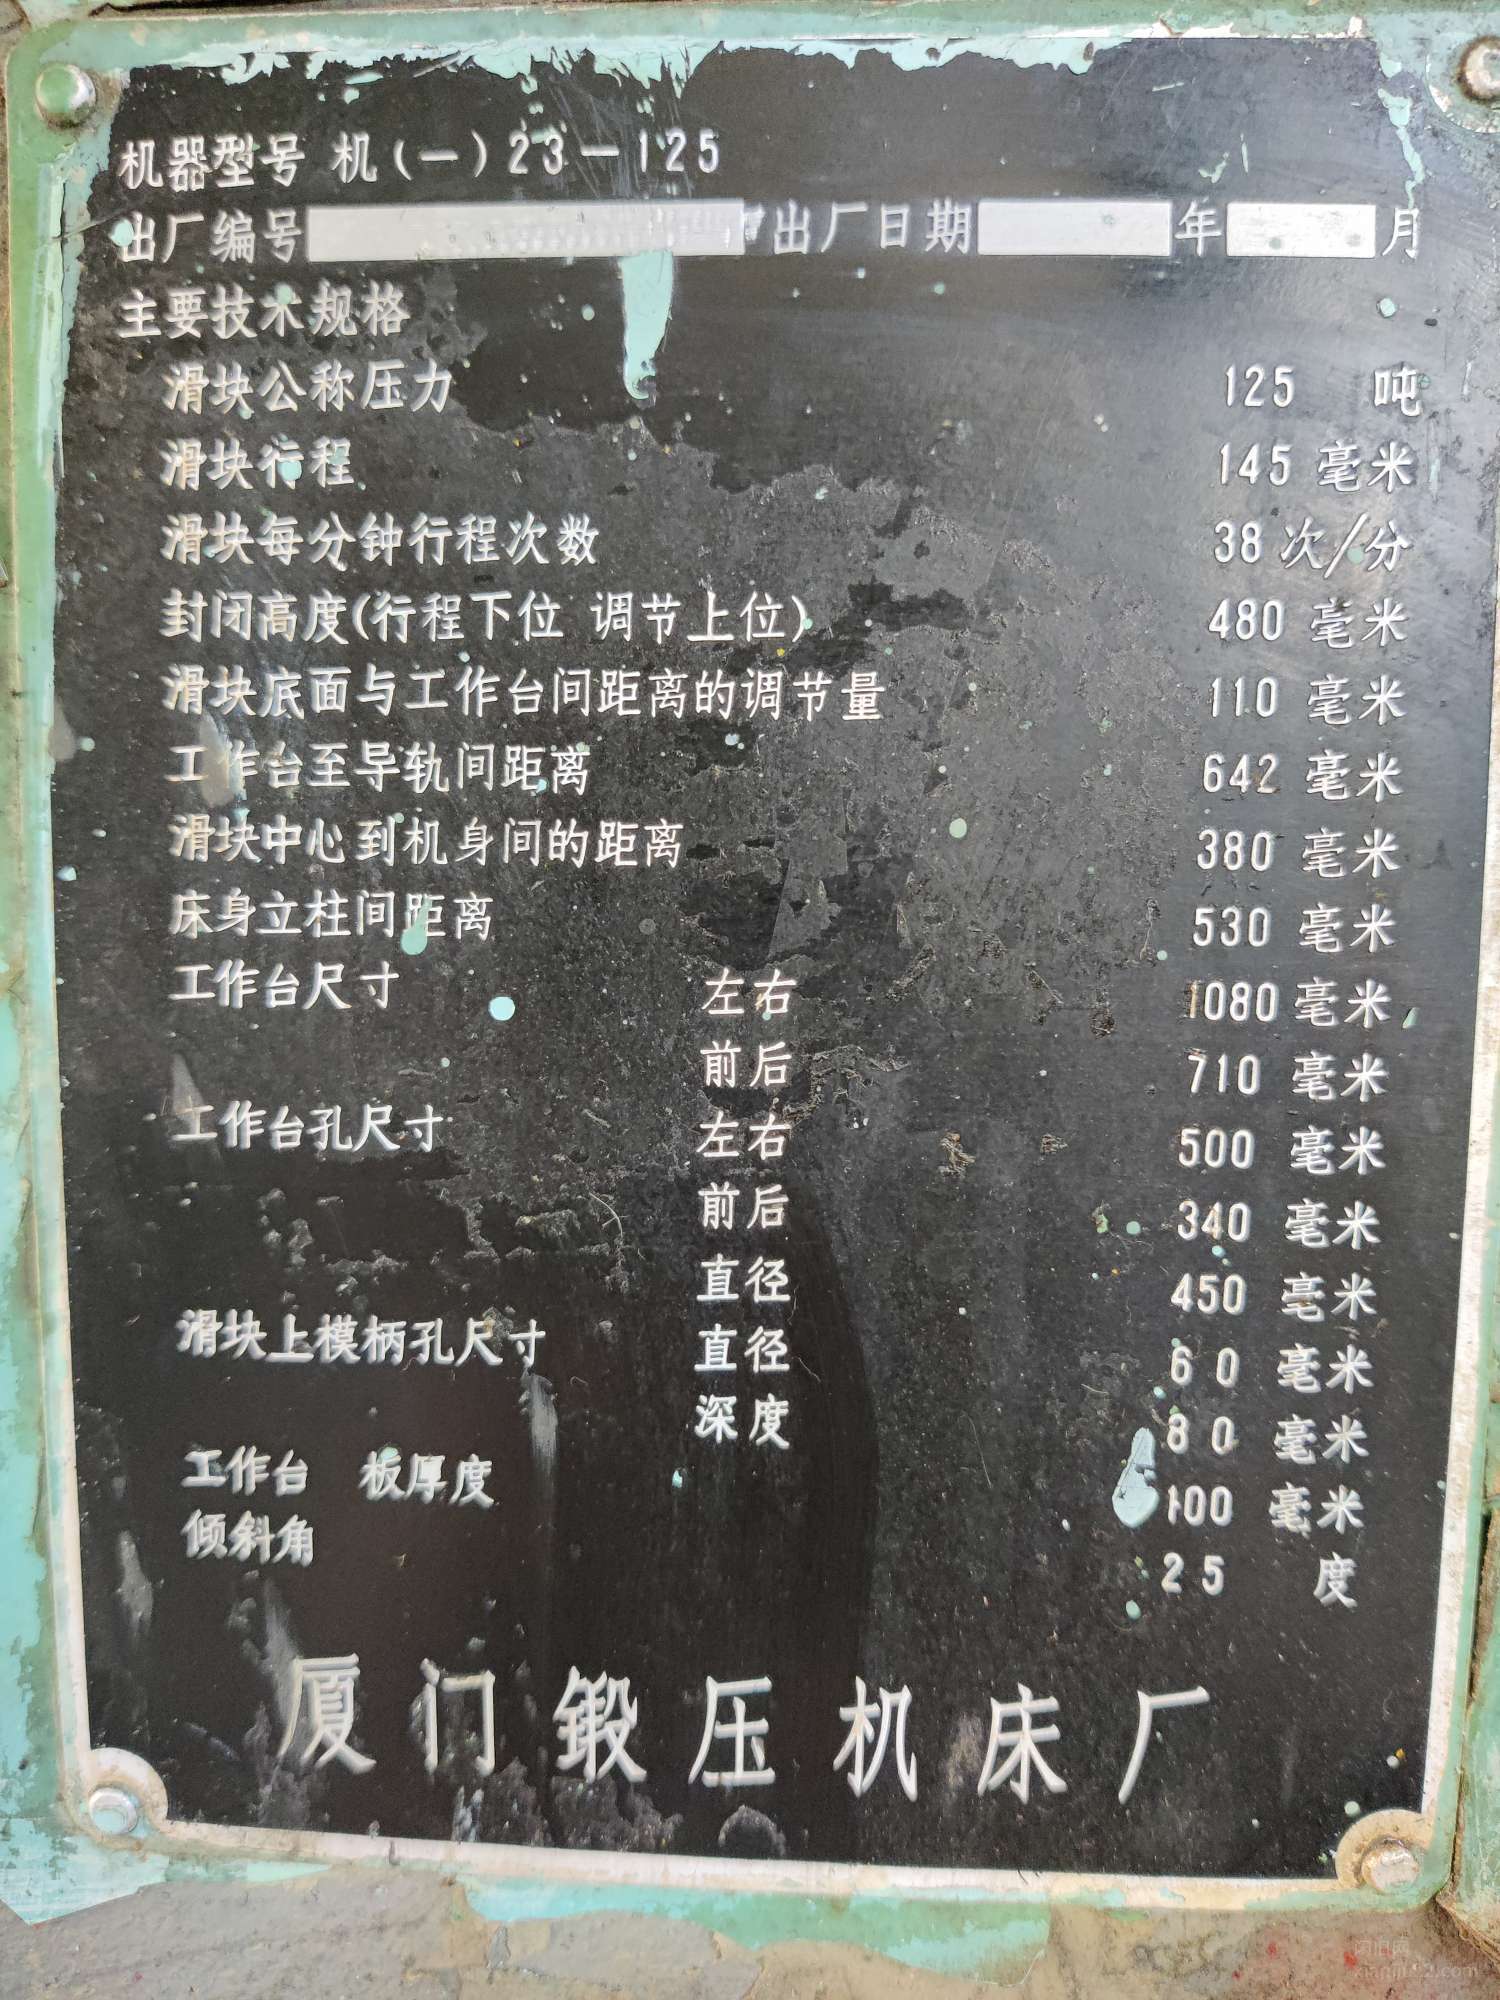 机器型号 机(一)23—125
出厂编号 出厂日期 年 月
主要技术规格
滑块公称压力 125 吨
滑块行程 145 毫米
滑块每分钟行程次数 38 次/分
封闭高度(行程下位 调节上位) 480 毫米
滑块底面与工作台间距离的调节量 110 毫米
工作台至导轨间距离 642 毫米
滑块中心到机身间的距离 380 毫米
床身立柱间距离 530 毫米
工作台尺寸 左右 1080 毫米
前后 710 毫米
工作台孔尺寸 左右 500 毫米
前后 340 毫米
直径 450 毫米
滑块上模柄孔尺寸 直径 60 毫米
深度 80 毫米
工作台 板厚度 100 毫米
倾斜角 25 度
厦门锻压机床厂